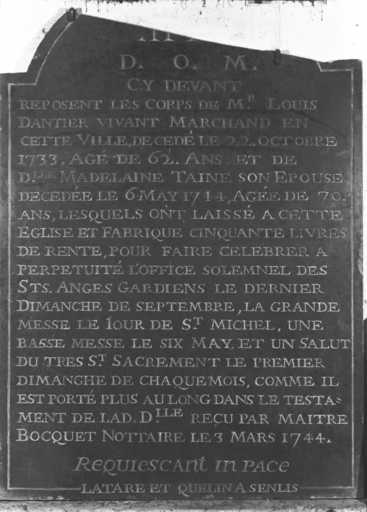 D. O. M.
CY DEVANT
REPOSENT LES CORPS DE M.R LOUIS
DANTIER VIVANT MARCHAND EN
CETTE VILLE, DECEDÉ LE 22. OCTOBRE
1733. AGÉ DE 62. ANS. ET DE
D.LLE MADELAINE TAINE SON EPOUSE
DECEDÉE LE 6 MAY 1744, AGÉE DE 70.
ANS, LESQUELS ONT LAISSÉ A CETTE
EGLISE ET FABRIQUE CINQUANTE LIVRES
DE RENTE, POUR FAIRE CELEBRER A
PERPETUITÉ L'OFFICE SOLEMNEL DES
STS. ANGES GARDIENS LE DERNIER
DIMANCHE DE SEPTEMBRE, LA GRANDE
MESSE LE IOUR DE ST MICHEL, UNE
BASSE MESSE LE SIX MAY, ET UN SALUT
DU TRES ST SACREMENT LE PREMIER
DIMANCHE DE CHAQUE MOIS, COMME IL
EST PORTÉ PLUS AU LONG DANS LE TESTA=
MENT DE LAD. D.LLE REÇU PAR MAITRE
BOCQUET NOTTAIRE LE 3 MARS 1744.
REQUIESCANT IN PACE
LATARE ET QUELIN A SENLIS